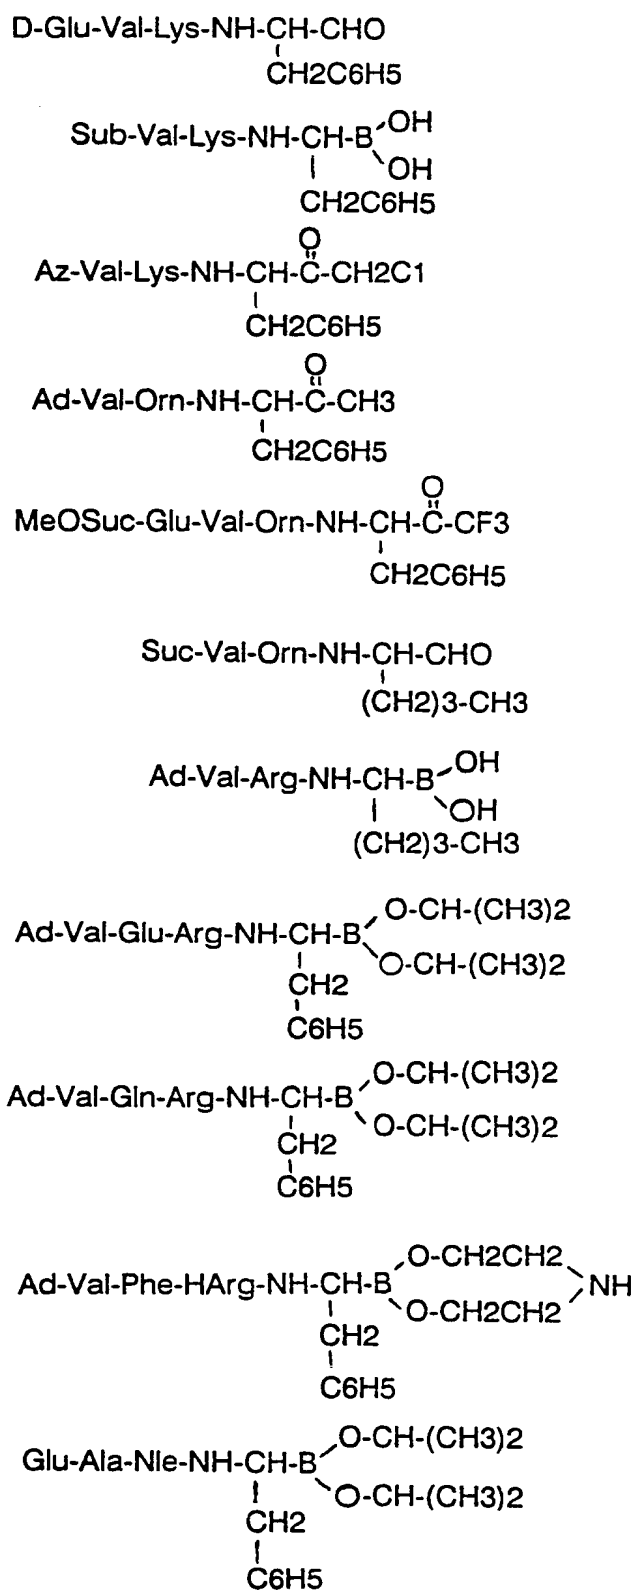 D-Glu-Val-Lys-NH-CH-CHO
CH2C6H5
Sub-Val-Lys-NH-CH-B OH
OH
CH2C6H5
O
Az-Val-Lys-NH-CH-C-CH2C1
CH2C6H5
O
Ad-Val-Orn-NH-CH-C-CH3
CH2C6H5
O
MeOSuc-Glu-Val-Orn-NH-CH-C-CF3
CH2C6H5
Suc-Val-Orn-NH-CH-CHO
(CH2)3-CH3
Ad-Val-Arg-NH-CH-B-OH
OH
(CH2)3-CH3
O-CH-(CH3)2
Ad-Val-Glu-Arg-NH-CH-B
O-CH-(CH3)2
CH2
C6H5
O-CH-(CH3)2
Ad-Val-Gln-Arg-NH-CH-B
O-CH-(CH3)2
CH2
C6H5
O-CH2CH2
Ad-Val-Phe-HArg-NH-CH-B NH
O-CH2CH2
CH2
C6H5
O-CH-(CH3)2
Glu-Ala-Nle-NH-CH-B
O-CH-(CH3)2
CH2
C6H5